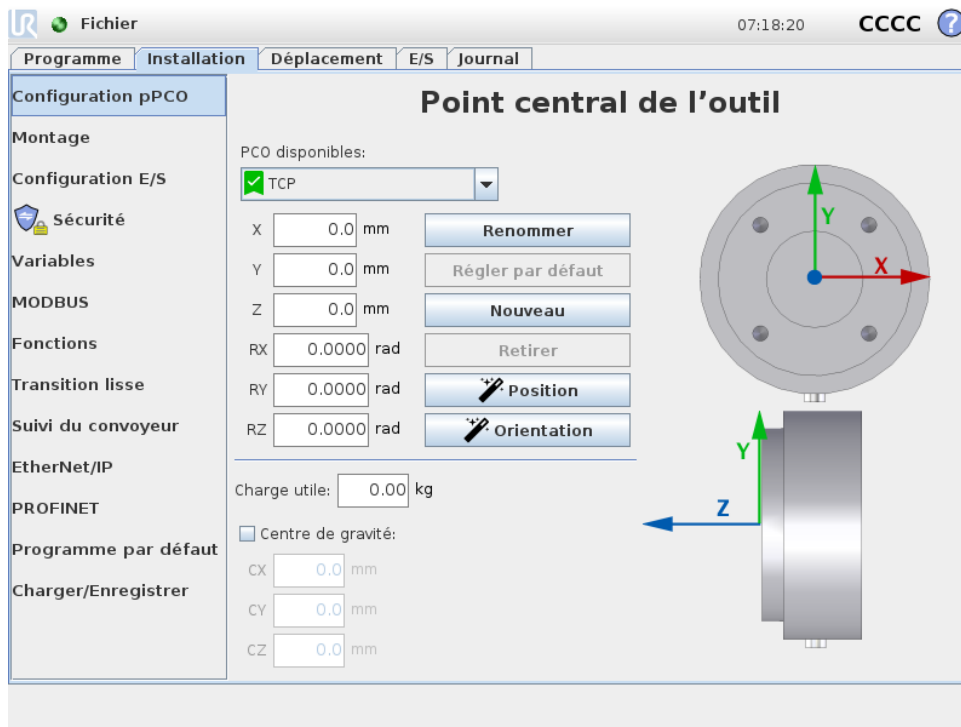 UR Fichier 07:18:20 CCCC ?
Programme Installation Déplacement E/S Journal
Configuration pPCO
Montage
Configuration E/S
Sécurité
Variables
MODBUS
Fonctions
Transition lisse
Suivi du convoyeur
EtherNet/IP
PROFINET
Programme par défaut
Charger/Enregistrer
Point central de l’outil
PCO disponibles:
TCP
X 0.0 mm Renommer
Y 0.0 mm Régler par défaut
Z 0.0 mm Nouveau
RX 0.0000 rad Retirer
RY 0.0000 rad Position
RZ 0.0000 rad Orientation
Charge utile: 0.00 kg
Centre de gravité:
CX 0.0 mm
CY 0.0 mm
CZ 0.0 mm
Y
X
Y
Z